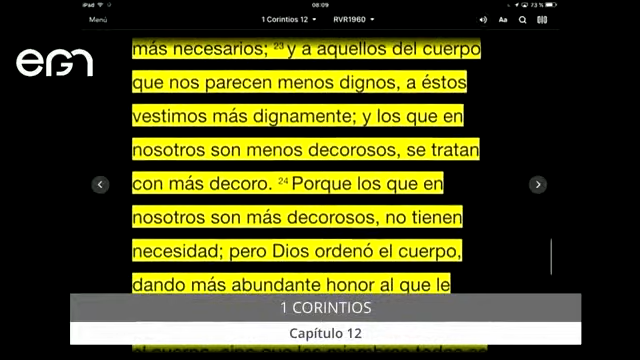 iPad 08:09 73 %
Menú 1 Corintios 12 RVR1960 Aa
egn
más necesarios; 23 y a aquellos del cuerpo
que nos parecen menos dignos, a éstos
vestimos más dignamente; y los que en
nosotros son menos decorosos, se tratan
con más decoro. 24 Porque los que en
nosotros son más decorosos, no tienen
necesidad; pero Dios ordenó el cuerpo,
dando más abundante honor al que le
1 CORINTIOS
Capítulo 12